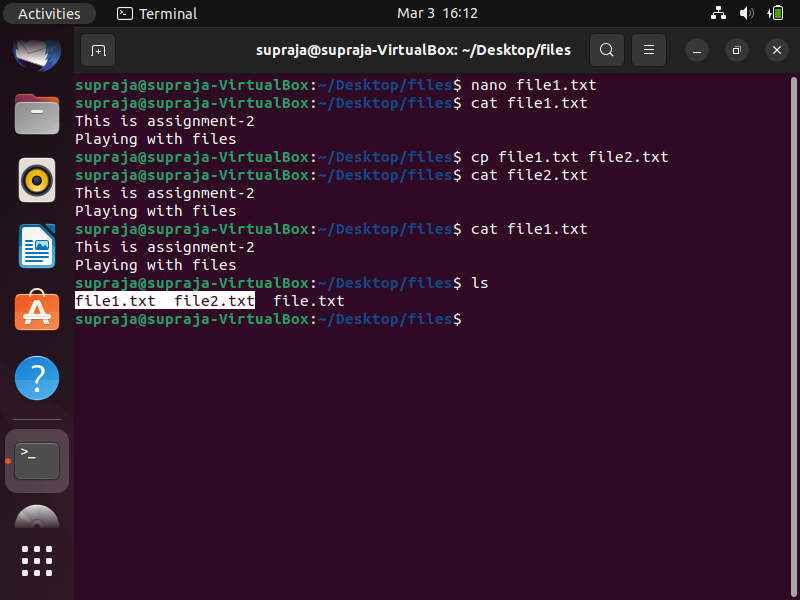 Activities Terminal Mar 3 16:12
supraja@supraja-VirtualBox: ~/Desktop/files
supraja@supraja-VirtualBox:~/Desktop/files$ nano file1.txt
supraja@supraja-VirtualBox:~/Desktop/files$ cat file1.txt
This is assignment-2
Playing with files
supraja@supraja-VirtualBox:~/Desktop/files$ cp file1.txt file2.txt
supraja@supraja-VirtualBox:~/Desktop/files$ cat file2.txt
This is assignment-2
Playing with files
supraja@supraja-VirtualBox:~/Desktop/files$ cat file1.txt
This is assignment-2
Playing with files
supraja@supraja-VirtualBox:~/Desktop/files$ ls
file1.txt  file2.txt  file.txt
supraja@supraja-VirtualBox:~/Desktop/files$